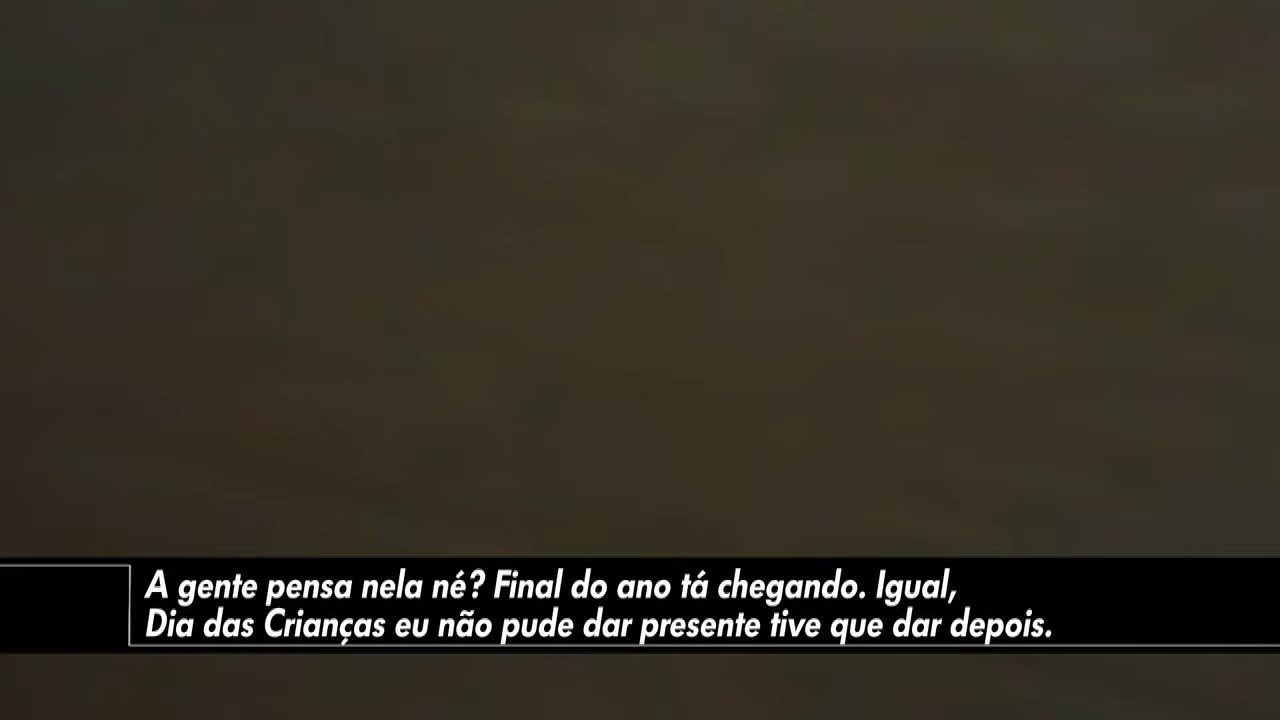 A gente pensa nela né? Final do ano tá chegando. Igual,
Dia das Crianças eu não pude dar presente tive que dar depois.